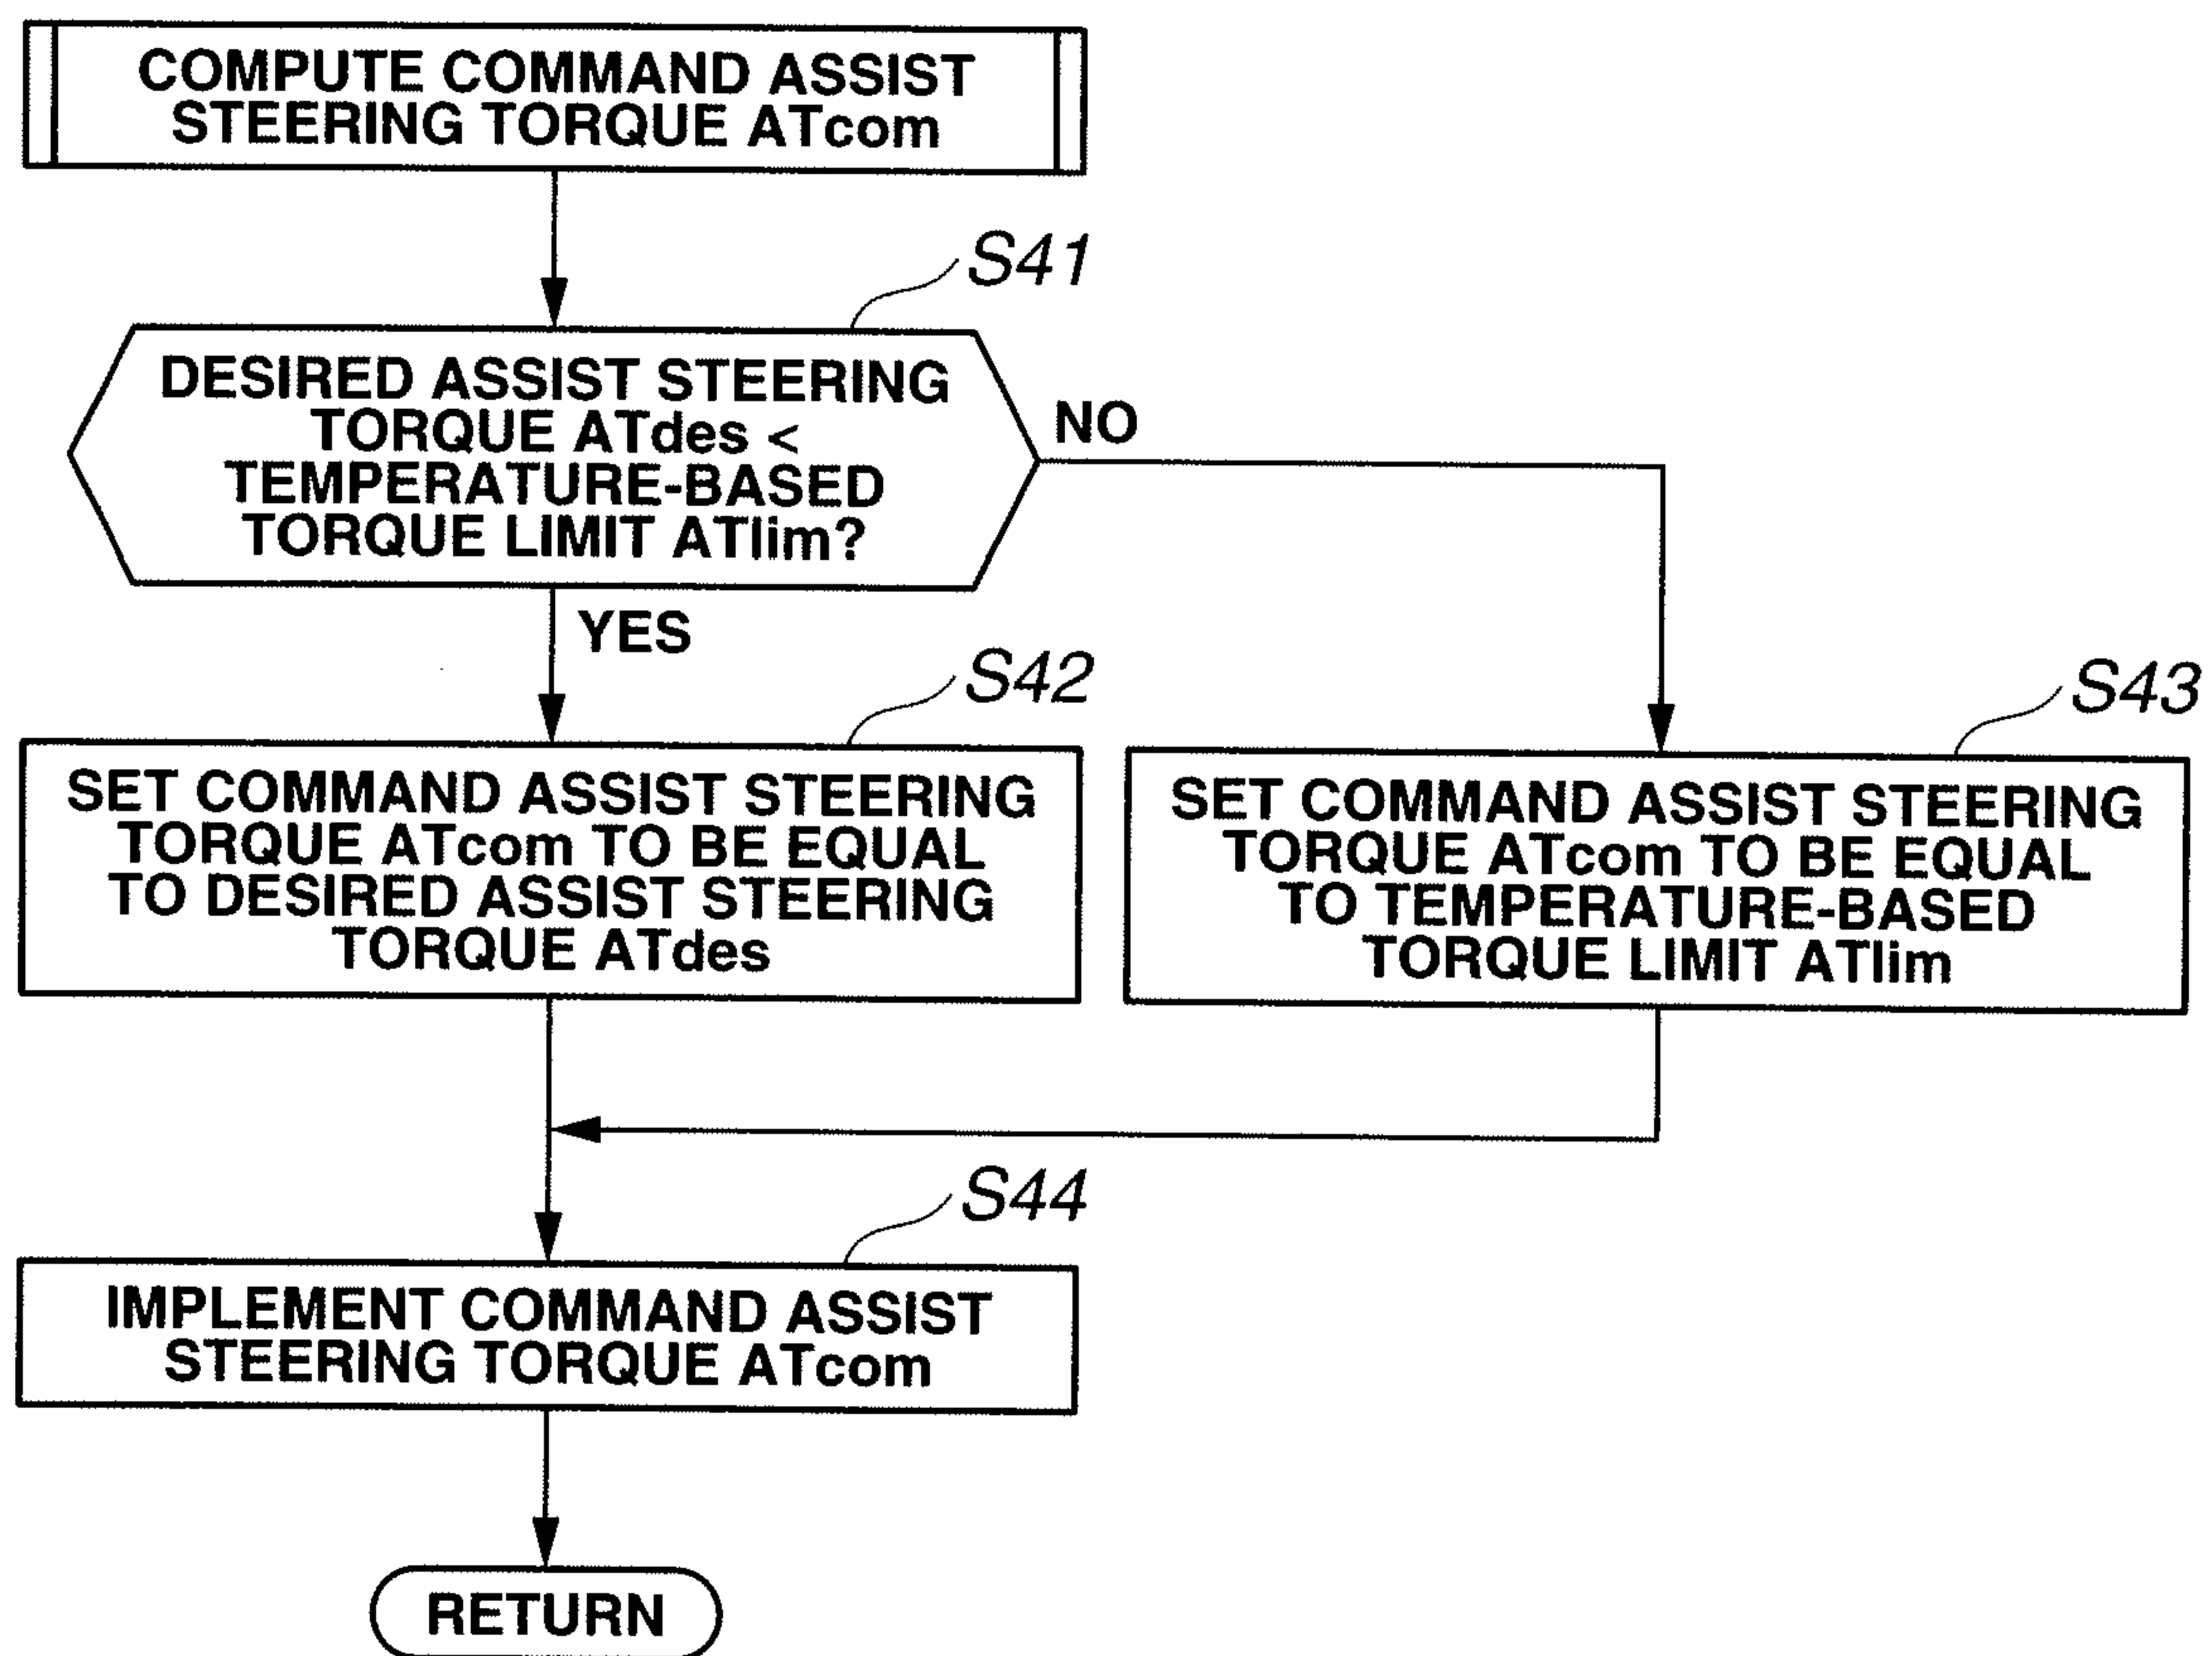 COMPUTE COMMAND ASSIST
STEERING TORQUE ATcom
S41
DESIRED ASSIST STEERING
TORQUE ATdes <
TEMPERATURE-BASED
TORQUE LIMIT ATlim?
NO
YES
S42
SET COMMAND ASSIST STEERING
TORQUE ATcom TO BE EQUAL
TO DESIRED ASSIST STEERING
TORQUE ATdes
S43
SET COMMAND ASSIST STEERING
TORQUE ATcom TO BE EQUAL
TO TEMPERATURE-BASED
TORQUE LIMIT ATlim
S44
IMPLEMENT COMMAND ASSIST
STEERING TORQUE ATcom
RETURN